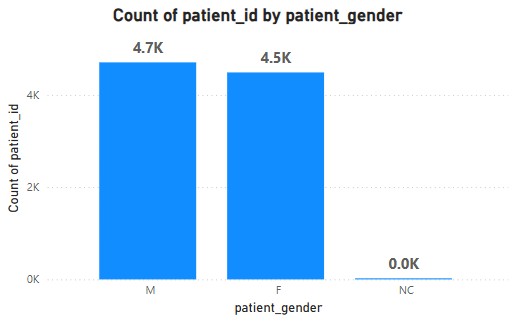 Count of patient_id by patient_gender
4.7K
4.5K
0.0K
4K
2K
0K
Count of patient_id
M F NC
patient_gender